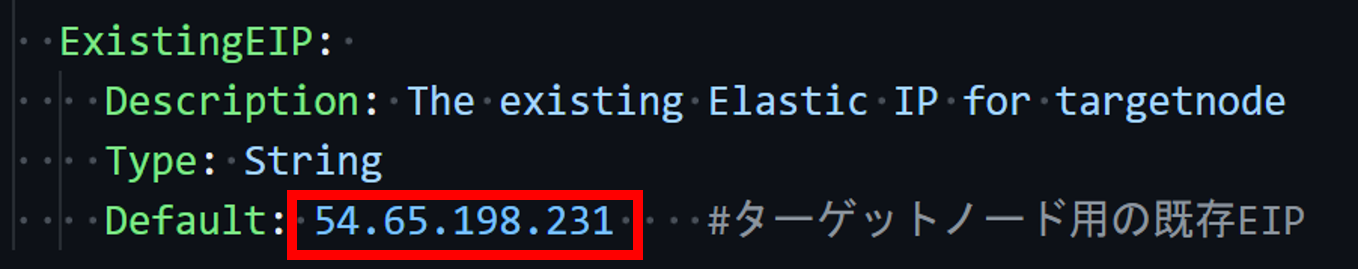 ExistingEIP:
Description: The existing Elastic IP for targetnode
Type: String
Default: 54.65.198.231 #ターゲットノード用の既存EIP